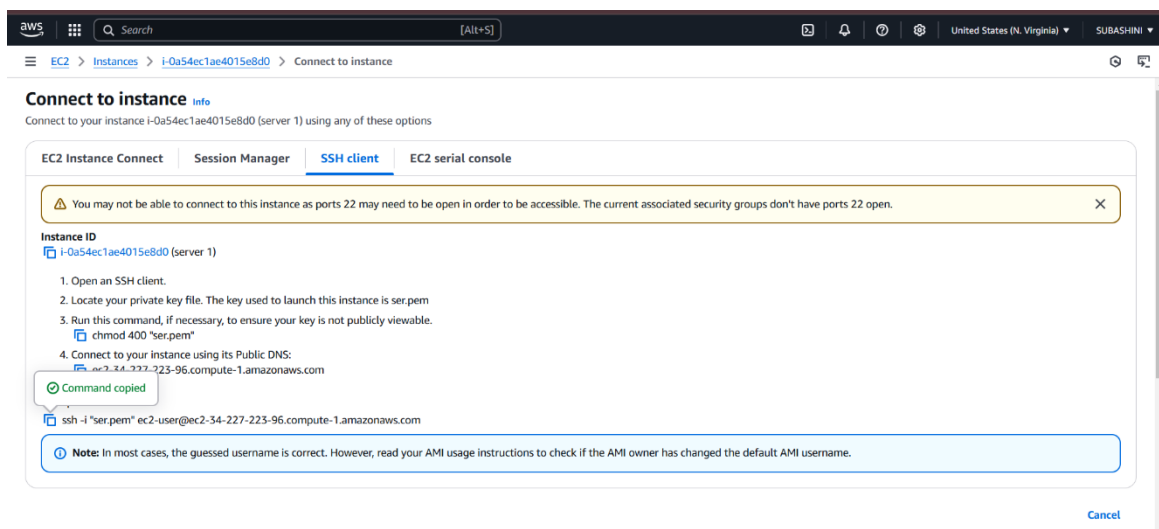 aws Search [Alt+S] United States (N. Virginia) SUBASHINI
EC2 > Instances > i-0a54ec1ae4015e8d0 > Connect to instance
Connect to instance Info
Connect to your instance i-0a54ec1ae4015e8d0 (server 1) using any of these options
EC2 Instance Connect Session Manager SSH client EC2 serial console
You may not be able to connect to this instance as ports 22 may need to be open in order to be accessible. The current associated security groups don't have ports 22 open.
Instance ID
i-0a54ec1ae4015e8d0 (server 1)
1. Open an SSH client.
2. Locate your private key file. The key used to launch this instance is ser.pem
3. Run this command, if necessary, to ensure your key is not publicly viewable.
chmod 400 "ser.pem"
4. Connect to your instance using its Public DNS:
ec2-34-227-223-96.compute-1.amazonaws.com
Command copied
ssh -i "ser.pem" ec2-user@ec2-34-227-223-96.compute-1.amazonaws.com
Note: In most cases, the guessed username is correct. However, read your AMI usage instructions to check if the AMI owner has changed the default AMI username.
Cancel